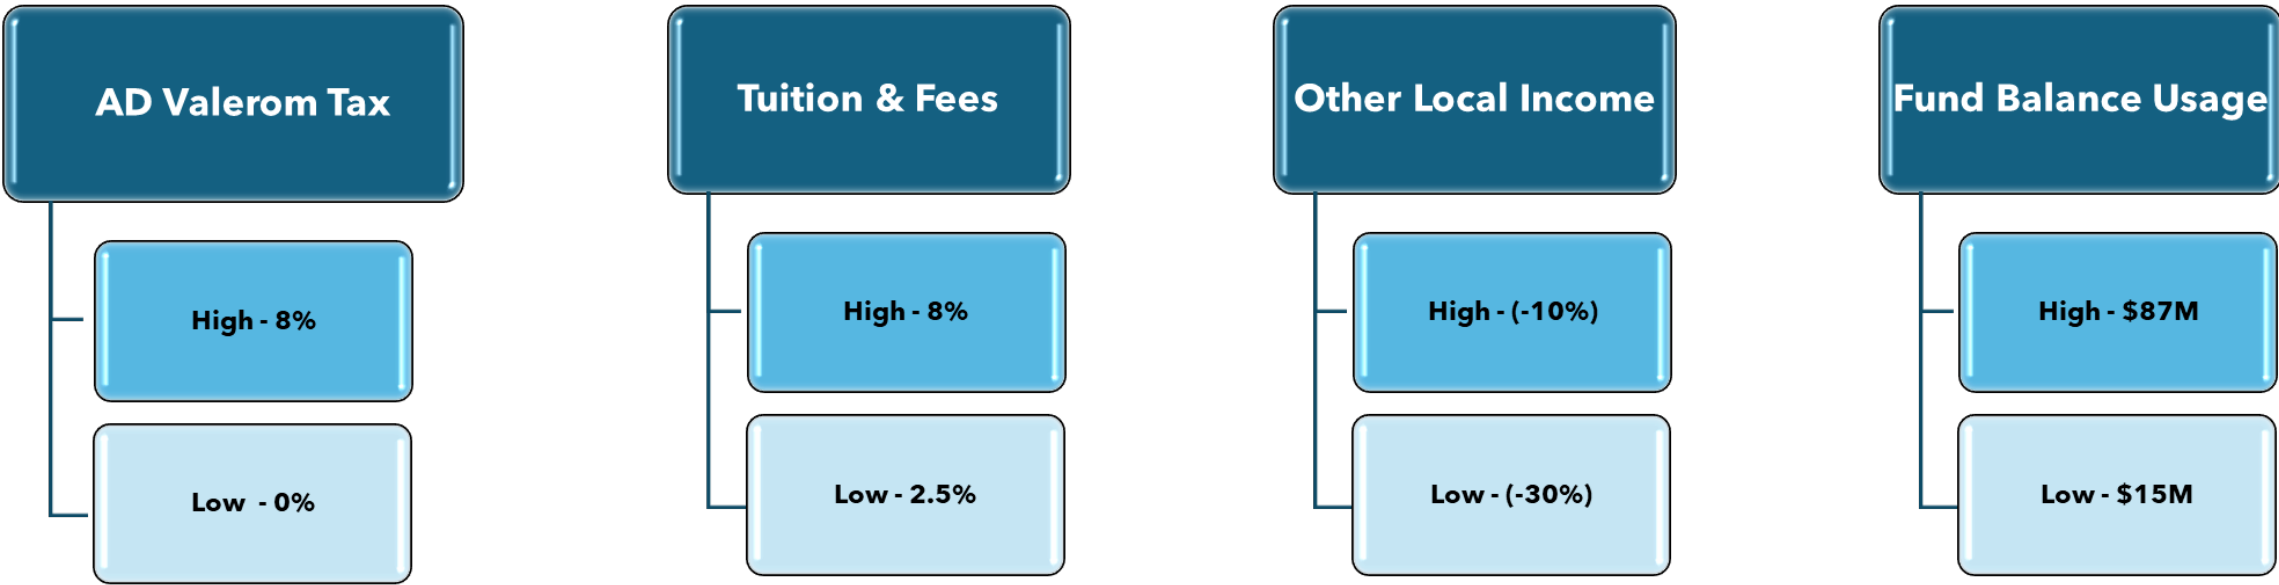 AD Valerom Tax
High - 8%
Low - 0%
Tuition & Fees
High - 8%
Low - 2.5%
Other Local Income
High - (-10%)
Low - (-30%)
Fund Balance Usage
High - $87M
Low - $15M